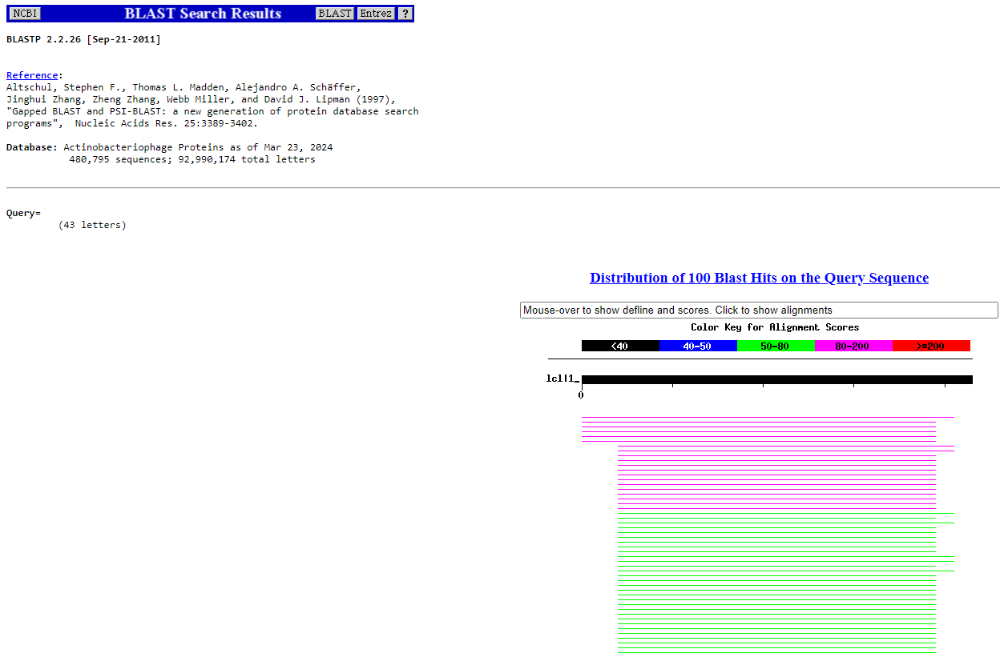 NCBI BLAST Search Results BLAST Entrez ?
BLASTP 2.2.26 [Sep-21-2011]
Reference:
Altschul, Stephen F., Thomas L. Madden, Alejandro A. Schäffer,
Jinghui Zhang, Zheng Zhang, Webb Miller, and David J. Lipman (1997),
"Gapped BLAST and PSI-BLAST: a new generation of protein database search
programs", Nucleic Acids Res. 25:3389-3402.
Database: Actinobacteriophage Proteins as of Mar 23, 2024
480,795 sequences; 92,990,174 total letters
Query=
(43 letters)
Distribution of 100 Blast Hits on the Query Sequence
Mouse-over to show defline and scores. Click to show alignments
Color Key for Alignment Scores
<40 40-50 50-80 80-200 >=200
lcl|1_
0